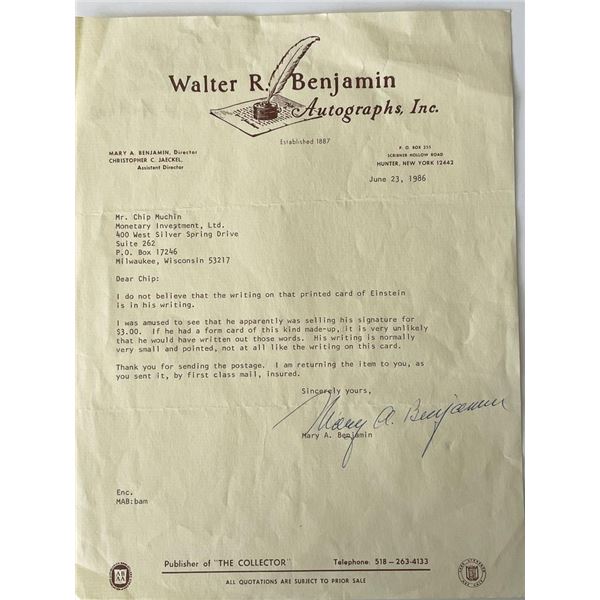 Walter R. Benjamin
Autographs, Inc.
Established 1887
MARY A. BENJAMIN, Director
CHRISTOPHER C. JAECKEL,
Assistant Director
P. O. BOX 255
SCRIBNER HOLLOW ROAD
HUNTER, NEW YORK 12442
June 23, 1986
Mr. Chip Muchin
Monetary Investment, Ltd.
400 West Silver Spring Drive
Suite 262
P.O. Box 17246
Milwaukee, Wisconsin 53217
Dear Chip:
I do not believe that the writing on that printed card of Einstein
is in his writing.
I was amused to see that he apparently was selling his signature for
$3.00. If he had a form card of this kind made-up, it is very unlikely
that he would have written out those words. His writing is normally
very small and pointed, not at all like the writing on this card.
Thank you for sending the postage. I am returning the item to you, as
you sent it, by first class mail, insured.
Sincerely yours,
Mary A. Benjamin
Mary A. Benjamin
Enc.
MAB:bam
Publisher of "THE COLLECTOR" Telephone: 518-263-4133
ALL QUOTATIONS ARE SUBJECT TO PRIOR SALE
AB
AA